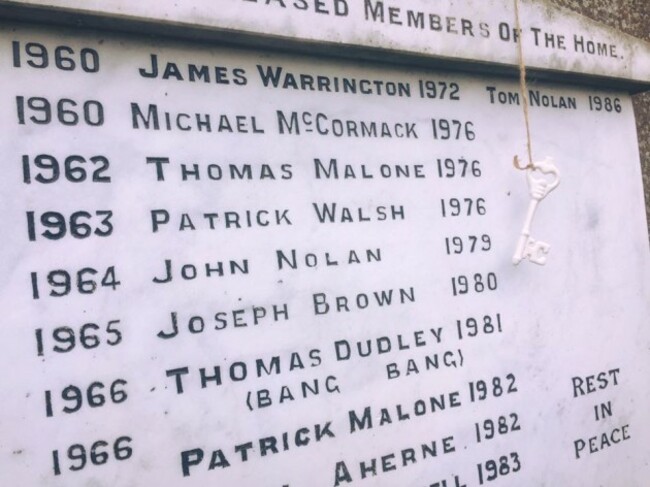 MEMBERS OF THE HOME.
1960 JAMES WARRINGTON 1972 TOM NOLAN 1986
1960 MICHAEL McCORMACK 1976
1962 THOMAS MALONE 1976
1963 PATRICK WALSH 1976
1964 JOHN NOLAN 1979
1965 JOSEPH BROWN 1980
1966 THOMAS DUDLEY 1981
(BANG BANG)
1966 PATRICK MALONE 1982
AHERNE 1982
1983
REST
IN
PEACE